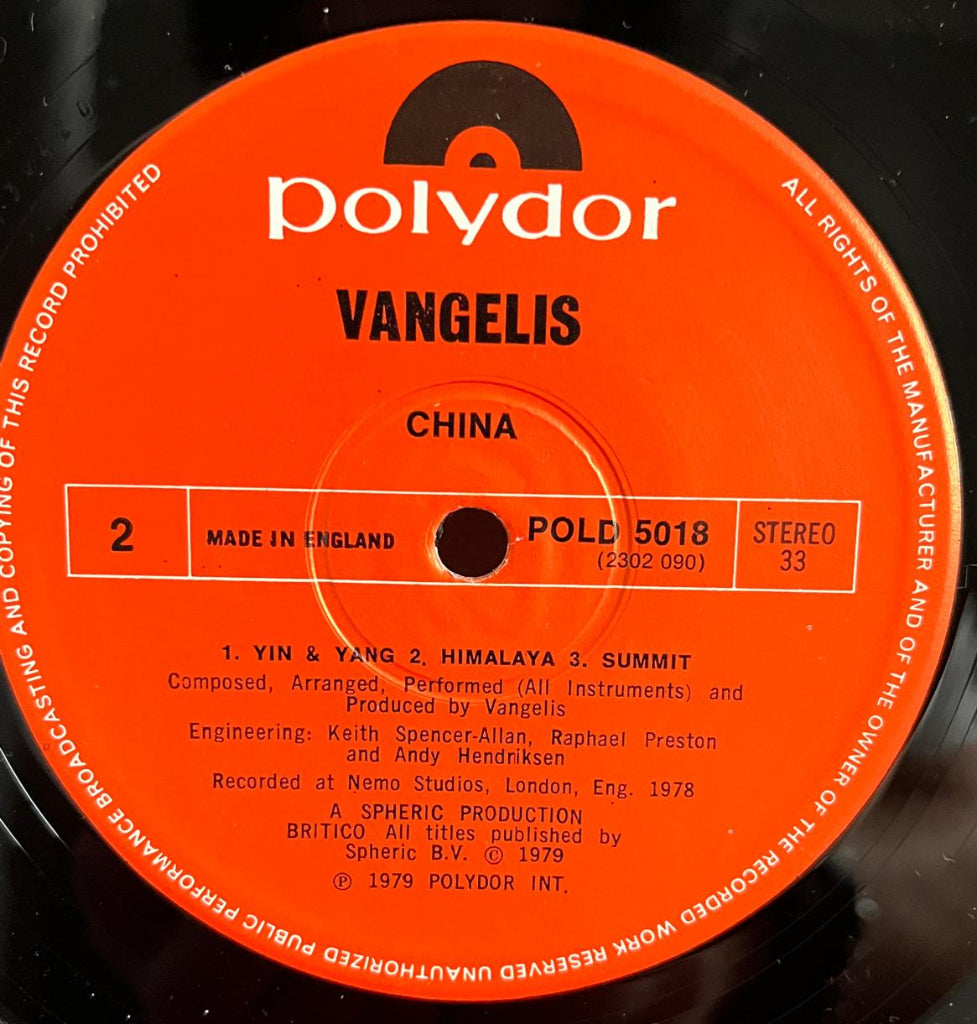 polydor
VANGELIS
CHINA
2
MADE IN ENGLAND
POLD 5018
(2302 090)
STEREO
33
1. YIN & YANG 2. HIMALAYA 3. SUMMIT
Composed, Arranged, Performed (All Instruments) and
Produced by Vangelis
Engineering: Keith Spencer-Allan, Raphael Preston
and Andy Hendriksen
Recorded at Nemo Studios, London, Eng. 1978
A SPHERIC PRODUCTION
BRITICO All titles published by
Spheric B.V. © 1979
℗ 1979 POLYDOR INT.
ALL RIGHTS OF THE MANUFACTURER AND OF THE OWNER OF THE RECORDED WORK RESERVED UNAUTHORIZED PUBLIC PERFORMANCE BROADCASTING AND COPYING OF THIS RECORD PROHIBITED